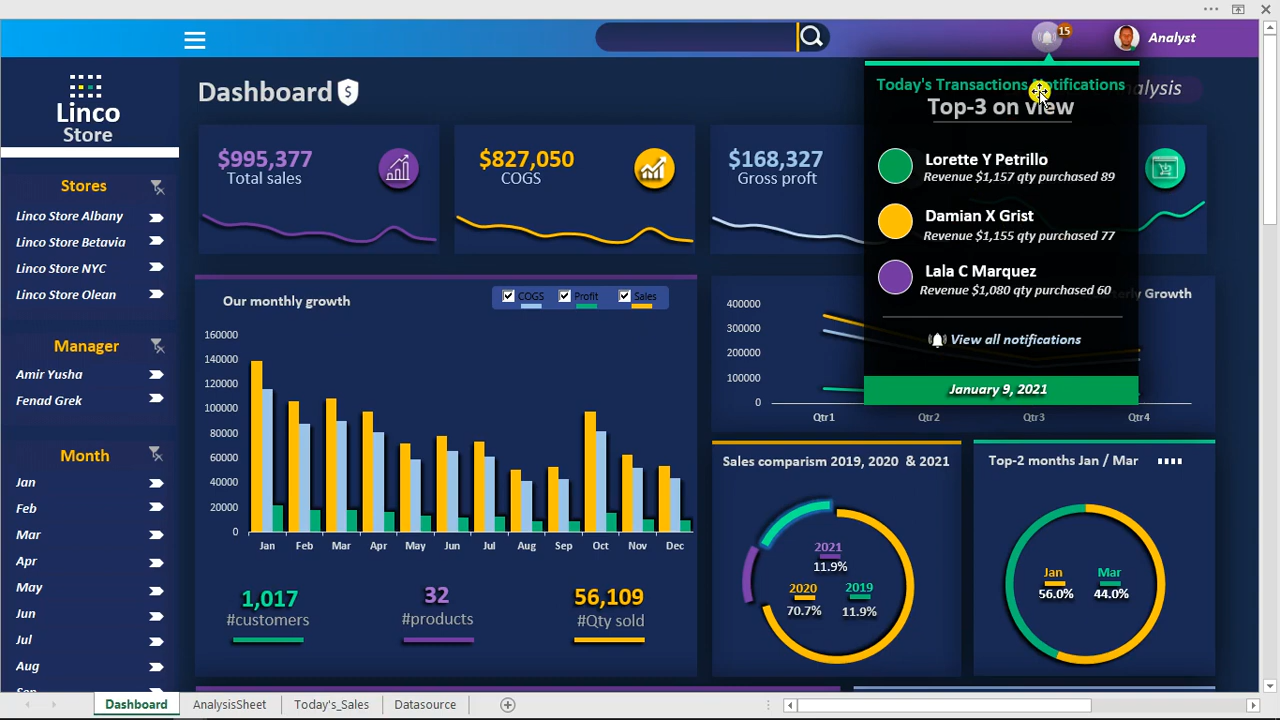 15
Analyst
Linco
Store
Dashboard
$
Today's Transactions Notifications
Top-3 on view
Lorette Y Petrillo
Revenue $1,157 qty purchased 89
Damian X Grist
Revenue $1,155 qty purchased 77
Lala C Marquez
Revenue $1,080 qty purchased 60
View all notifications
January 9, 2021
$995,377
Total sales
$827,050
COGS
$168,327
Gross proft
Stores
Linco Store Albany
Linco Store Betavia
Linco Store NYC
Linco Store Olean
Manager
Amir Yusha
Fenad Grek
Month
Jan
Feb
Mar
Apr
May
Jun
Jul
Aug
Our monthly growth
COGS
Profit
Sales
160000
140000
120000
100000
80000
60000
40000
20000
0
Jan Feb Mar Apr May Jun Jul Aug Sep Oct Nov Dec
1,017
#customers
32
#products
56,109
#Qty sold
Growth
400000
300000
200000
100000
0
Qtr1 Qtr2 Qtr3 Qtr4
Sales comparism 2019, 2020 & 2021
2021
11.9%
2020
70.7%
2019
11.9%
Top-2 months Jan / Mar
Jan
56.0%
Mar
44.0%
Dashboard AnalysisSheet Today's_Sales Datasource